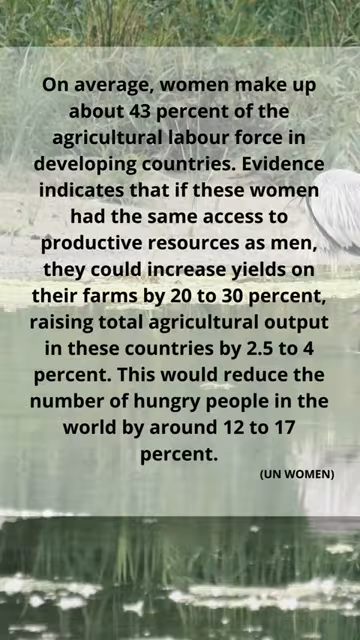 On average, women make up
about 43 percent of the
agricultural labour force in
developing countries. Evidence
indicates that if these women
had the same access to
productive resources as men,
they could increase yields on
their farms by 20 to 30 percent,
raising total agricultural output
in these countries by 2.5 to 4
percent. This would reduce the
number of hungry people in the
world by around 12 to 17
percent.
(UN WOMEN)